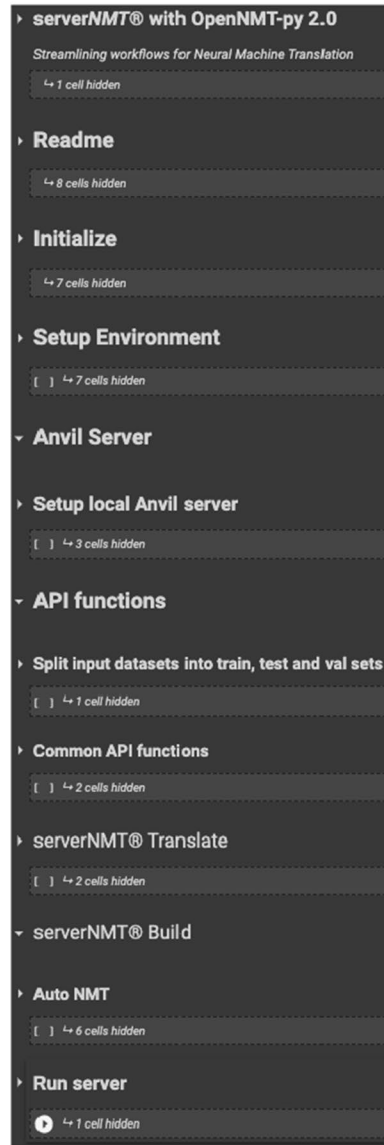 serverNMT® with OpenNMT-py 2.0
Streamlining workflows for Neural Machine Translation
↳ 1 cell hidden
Readme
↳ 8 cells hidden
Initialize
↳ 7 cells hidden
Setup Environment
[ ] ↳ 7 cells hidden
Anvil Server
Setup local Anvil server
[ ] ↳ 3 cells hidden
API functions
Split input datasets into train, test and val sets
[ ] ↳ 1 cell hidden
Common API functions
[ ] ↳ 2 cells hidden
serverNMT® Translate
[ ] ↳ 2 cells hidden
serverNMT® Build
Auto NMT
[ ] ↳ 6 cells hidden
Run server
↳ 1 cell hidden